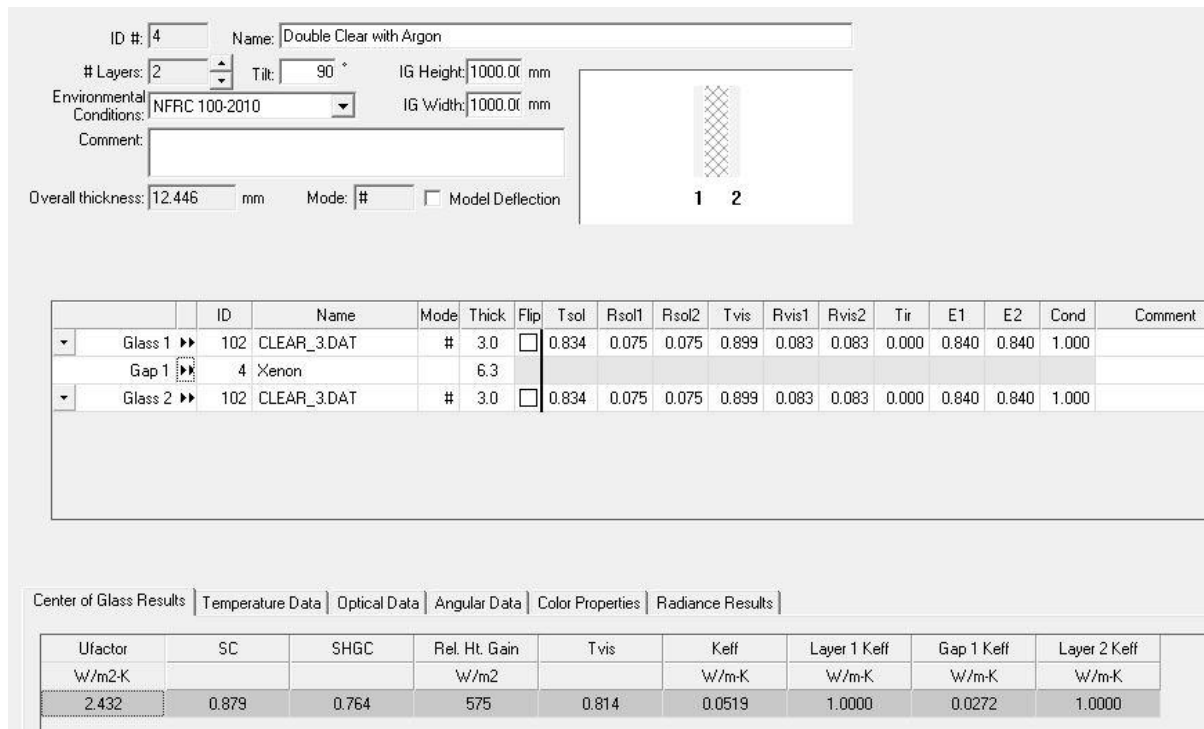 ID #: 4 Name: Double Clear with Argon
# Layers: 2 Tilt: 90 ° IG Height: 1000.0( mm
Environmental Conditions: NFRC 100-2010 IG Width: 1000.0( mm
Comment:
Overall thickness: 12.446 mm Mode: # Model Deflection
1 2
ID Name Mode Thick Flip Tsol Rsol1 Rsol2 Tvis Rvis1 Rvis2 Tir E1 E2 Cond Comment
Glass 1 102 CLEAR_3.DAT # 3.0 0.834 0.075 0.075 0.899 0.083 0.083 0.000 0.840 0.840 1.000
Gap 1 4 Xenon 6.3
Glass 2 102 CLEAR_3.DAT # 3.0 0.834 0.075 0.075 0.899 0.083 0.083 0.000 0.840 0.840 1.000
Center of Glass Results Temperature Data Optical Data Angular Data Color Properties Radiance Results
Ufactor SC SHGC Rel. Ht. Gain Tvis Keff Layer 1 Keff Gap 1 Keff Layer 2 Keff
W/m2-K W/m2 W/m-K W/m-K W/m-K W/m-K
2.432 0.879 0.764 575 0.814 0.0519 1.0000 0.0272 1.0000